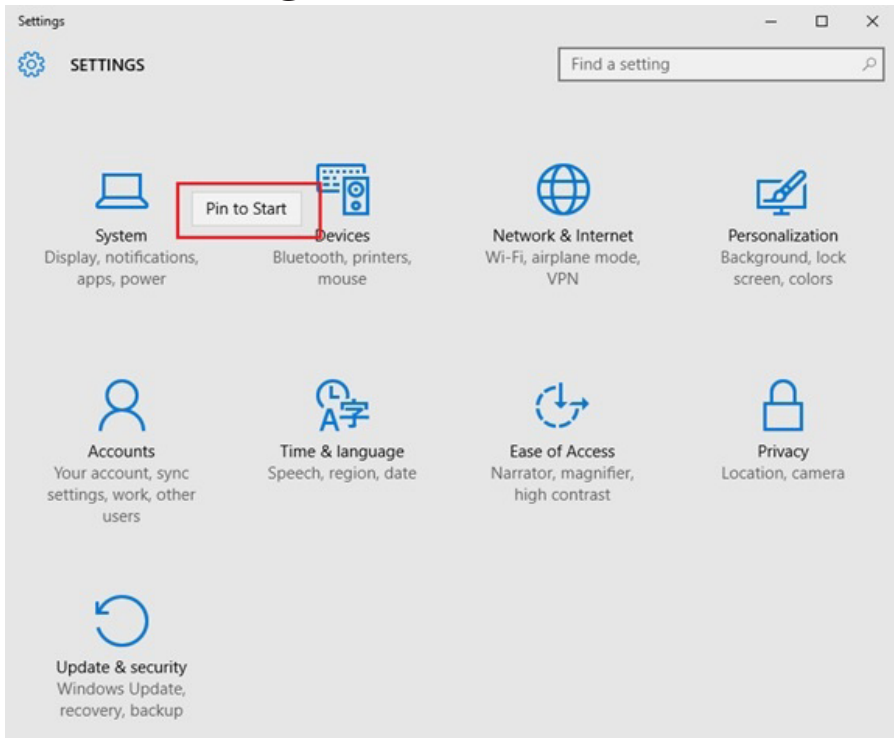 Settings
SETTINGS
Find a setting
Pin to Start
System
Display, notifications,
apps, power
Devices
Bluetooth, printers,
mouse
Network & Internet
Wi-Fi, airplane mode,
VPN
Personalization
Background, lock
screen, colors
Accounts
Your account, sync
settings, work, other
users
Time & language
Speech, region, date
Ease of Access
Narrator, magnifier,
high contrast
Privacy
Location, camera
Update & security
Windows Update,
recovery, backup